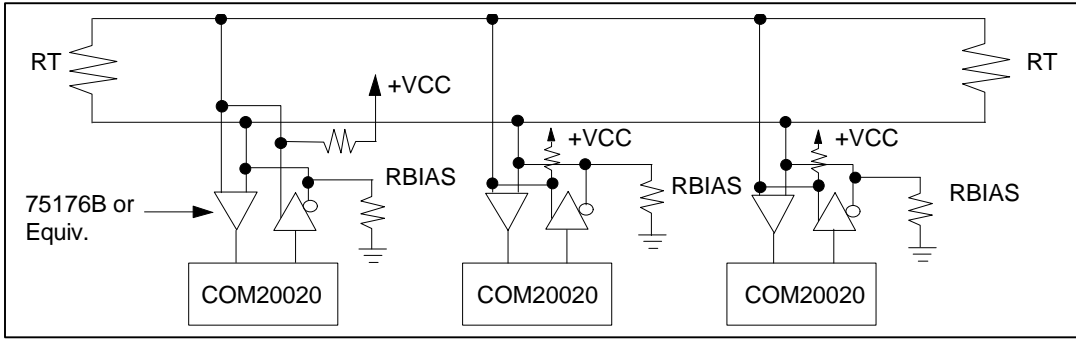 RT
RT
+VCC
+VCC
+VCC
RBIAS
RBIAS
RBIAS
75176B or
Equiv.
COM20020
COM20020
COM20020